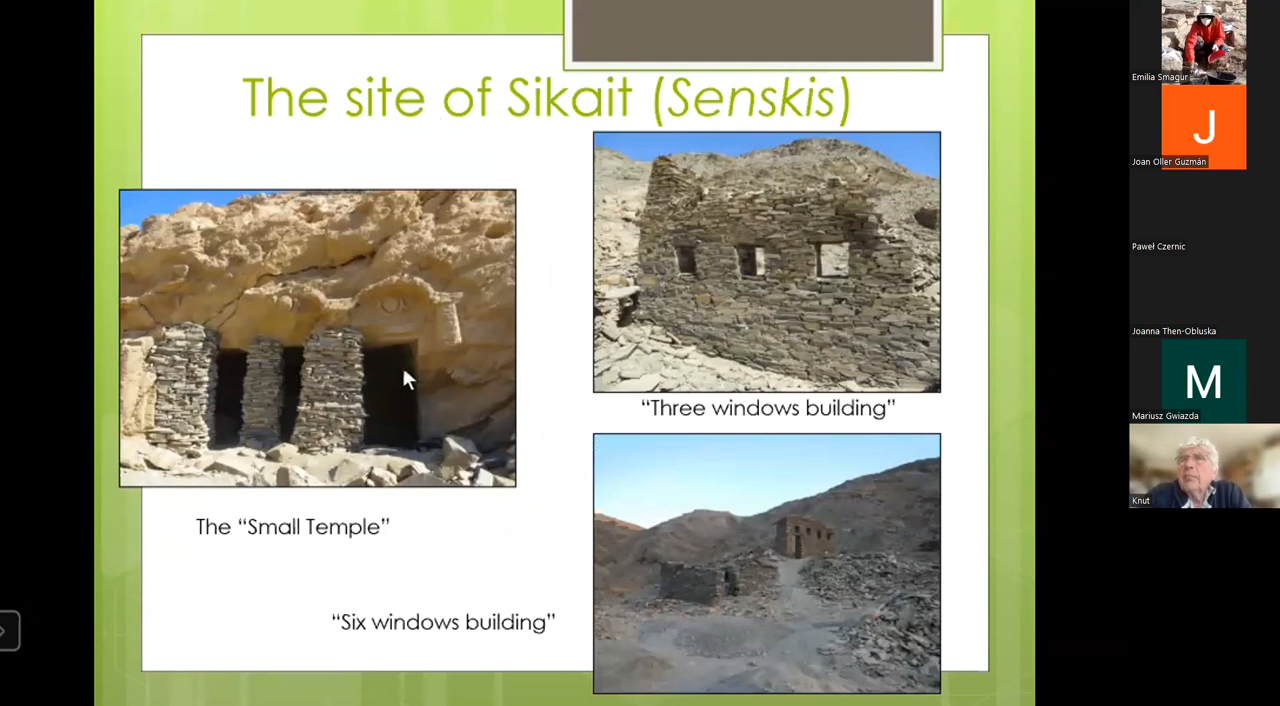 The site of Sikait (Senskis)
“Three windows building”
The “Small Temple”
“Six windows building”
Emilia Smagur
J
Joan Oller Guzmán
Paweł Czernic
Joanna Then-Obluska
M
Mariusz Gwiazda
Knut